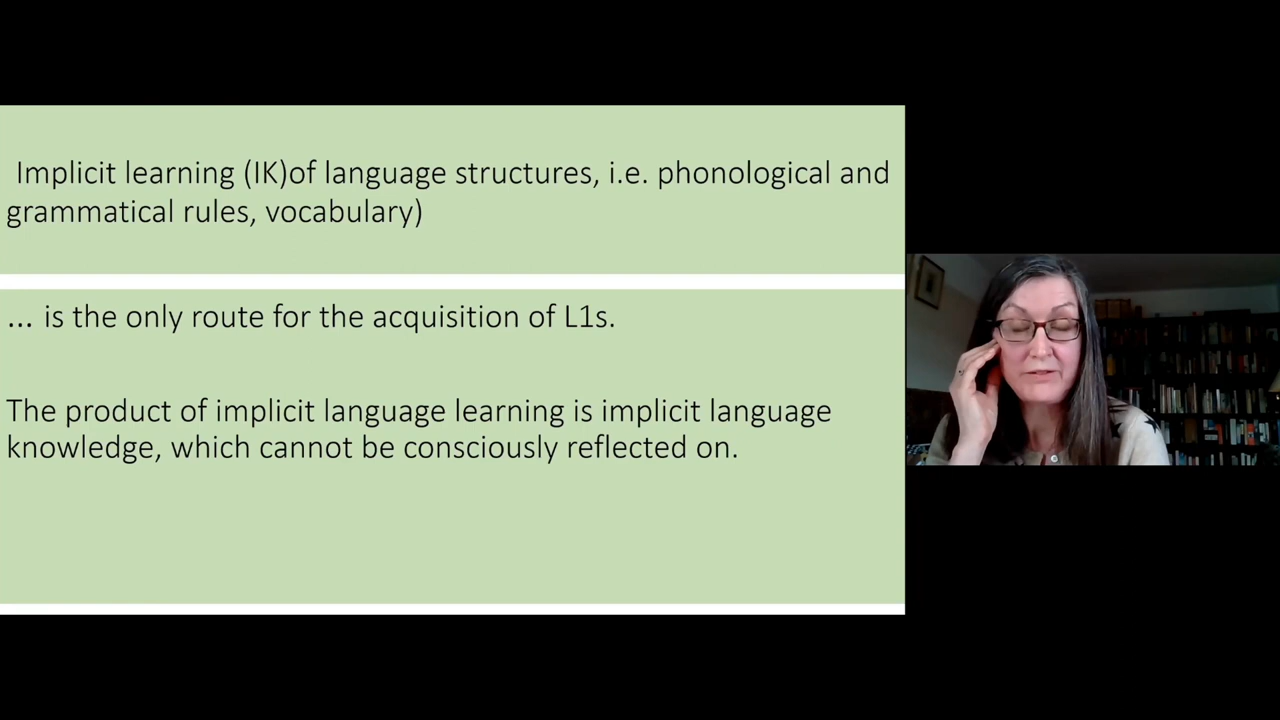 Implicit learning (IK)of language structures, i.e. phonological and
grammatical rules, vocabulary)
... is the only route for the acquisition of L1s.
The product of implicit language learning is implicit language
knowledge, which cannot be consciously reflected on.